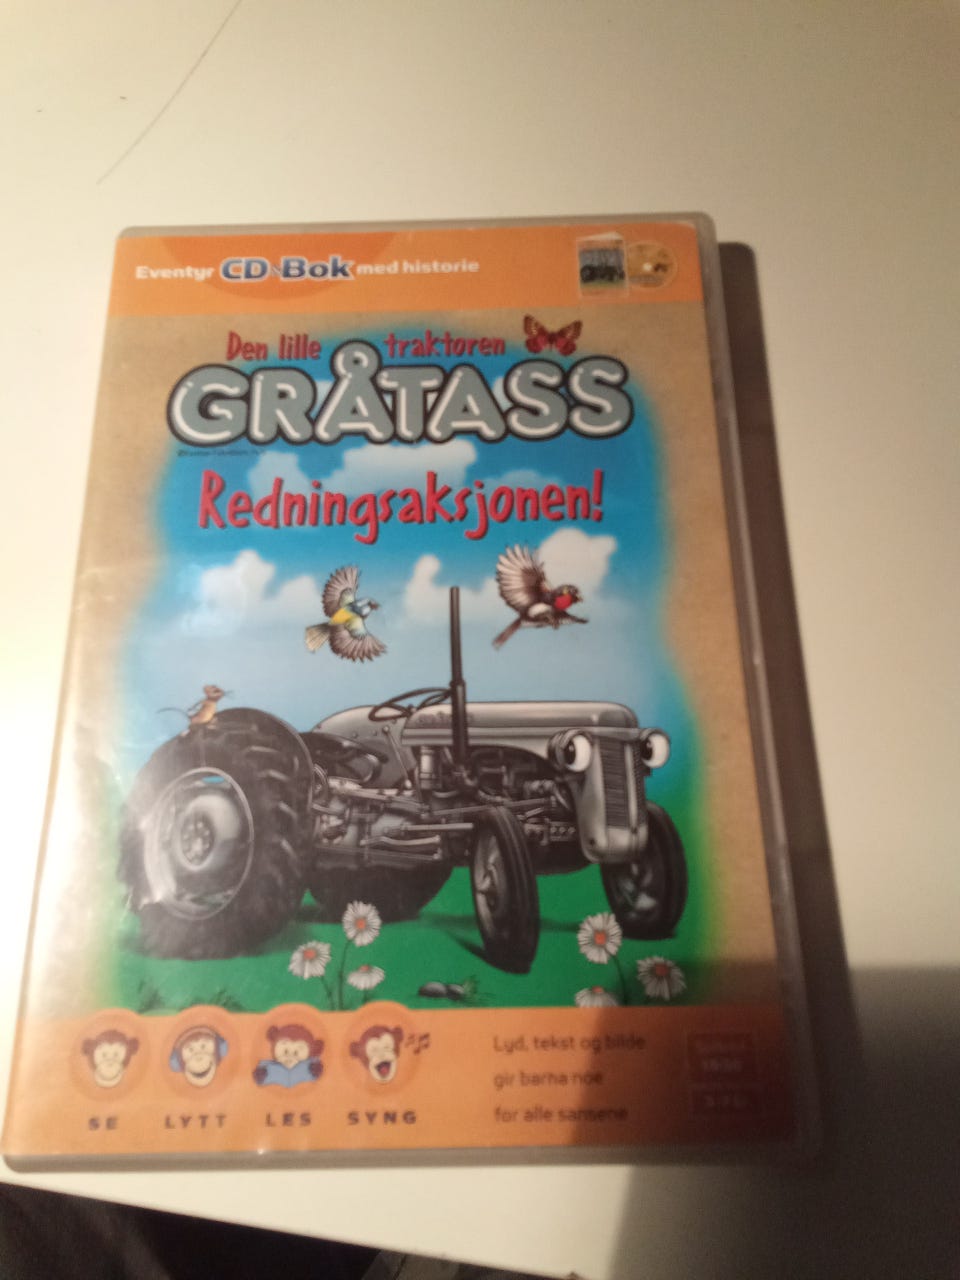 Eventyr CD Bok med historie
Den lille traktoren
GRÅTASS
Redningsaksjonen!
SE LYTT LES SYNG
Lyd, tekst og bilde
gir barna noe
for alle sansene